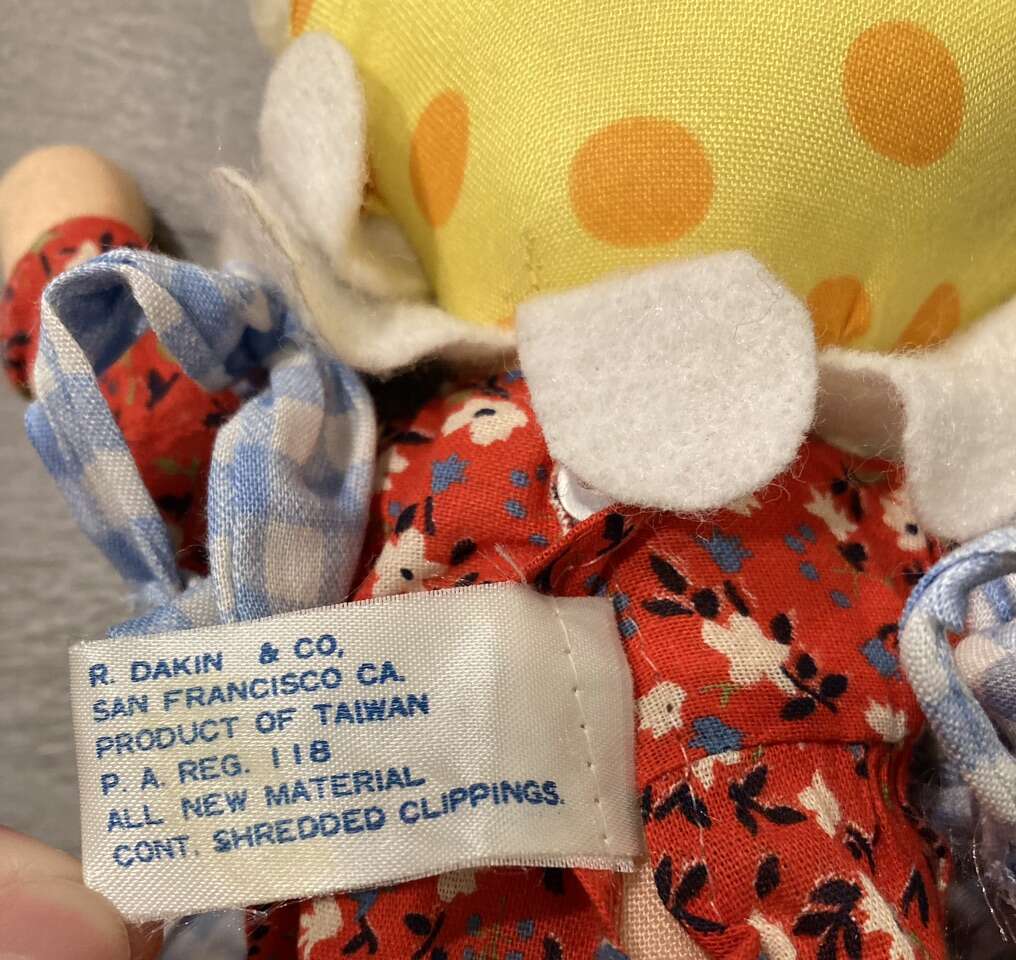 R. DAKIN & CO,
SAN FRANCISCO CA.
PRODUCT OF TAIWAN
P. A. REG. 118
ALL NEW MATERIAL
CONT. SHREDDED CLIPPINGS.